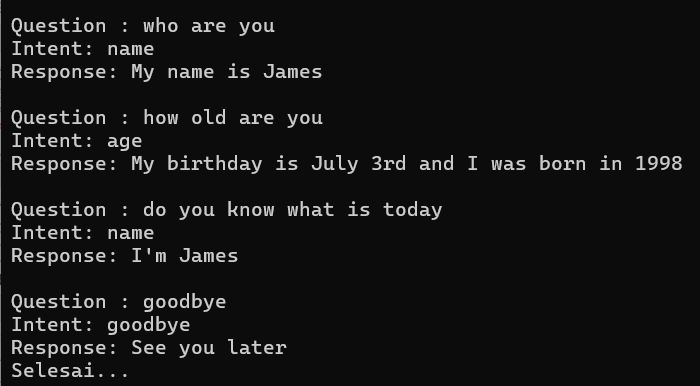 Question : who are you
Intent: name
Response: My name is James
Question : how old are you
Intent: age
Response: My birthday is July 3rd and I was born in 1998
Question : do you know what is today
Intent: name
Response: I'm James
Question : goodbye
Intent: goodbye
Response: See you later
Selesai...